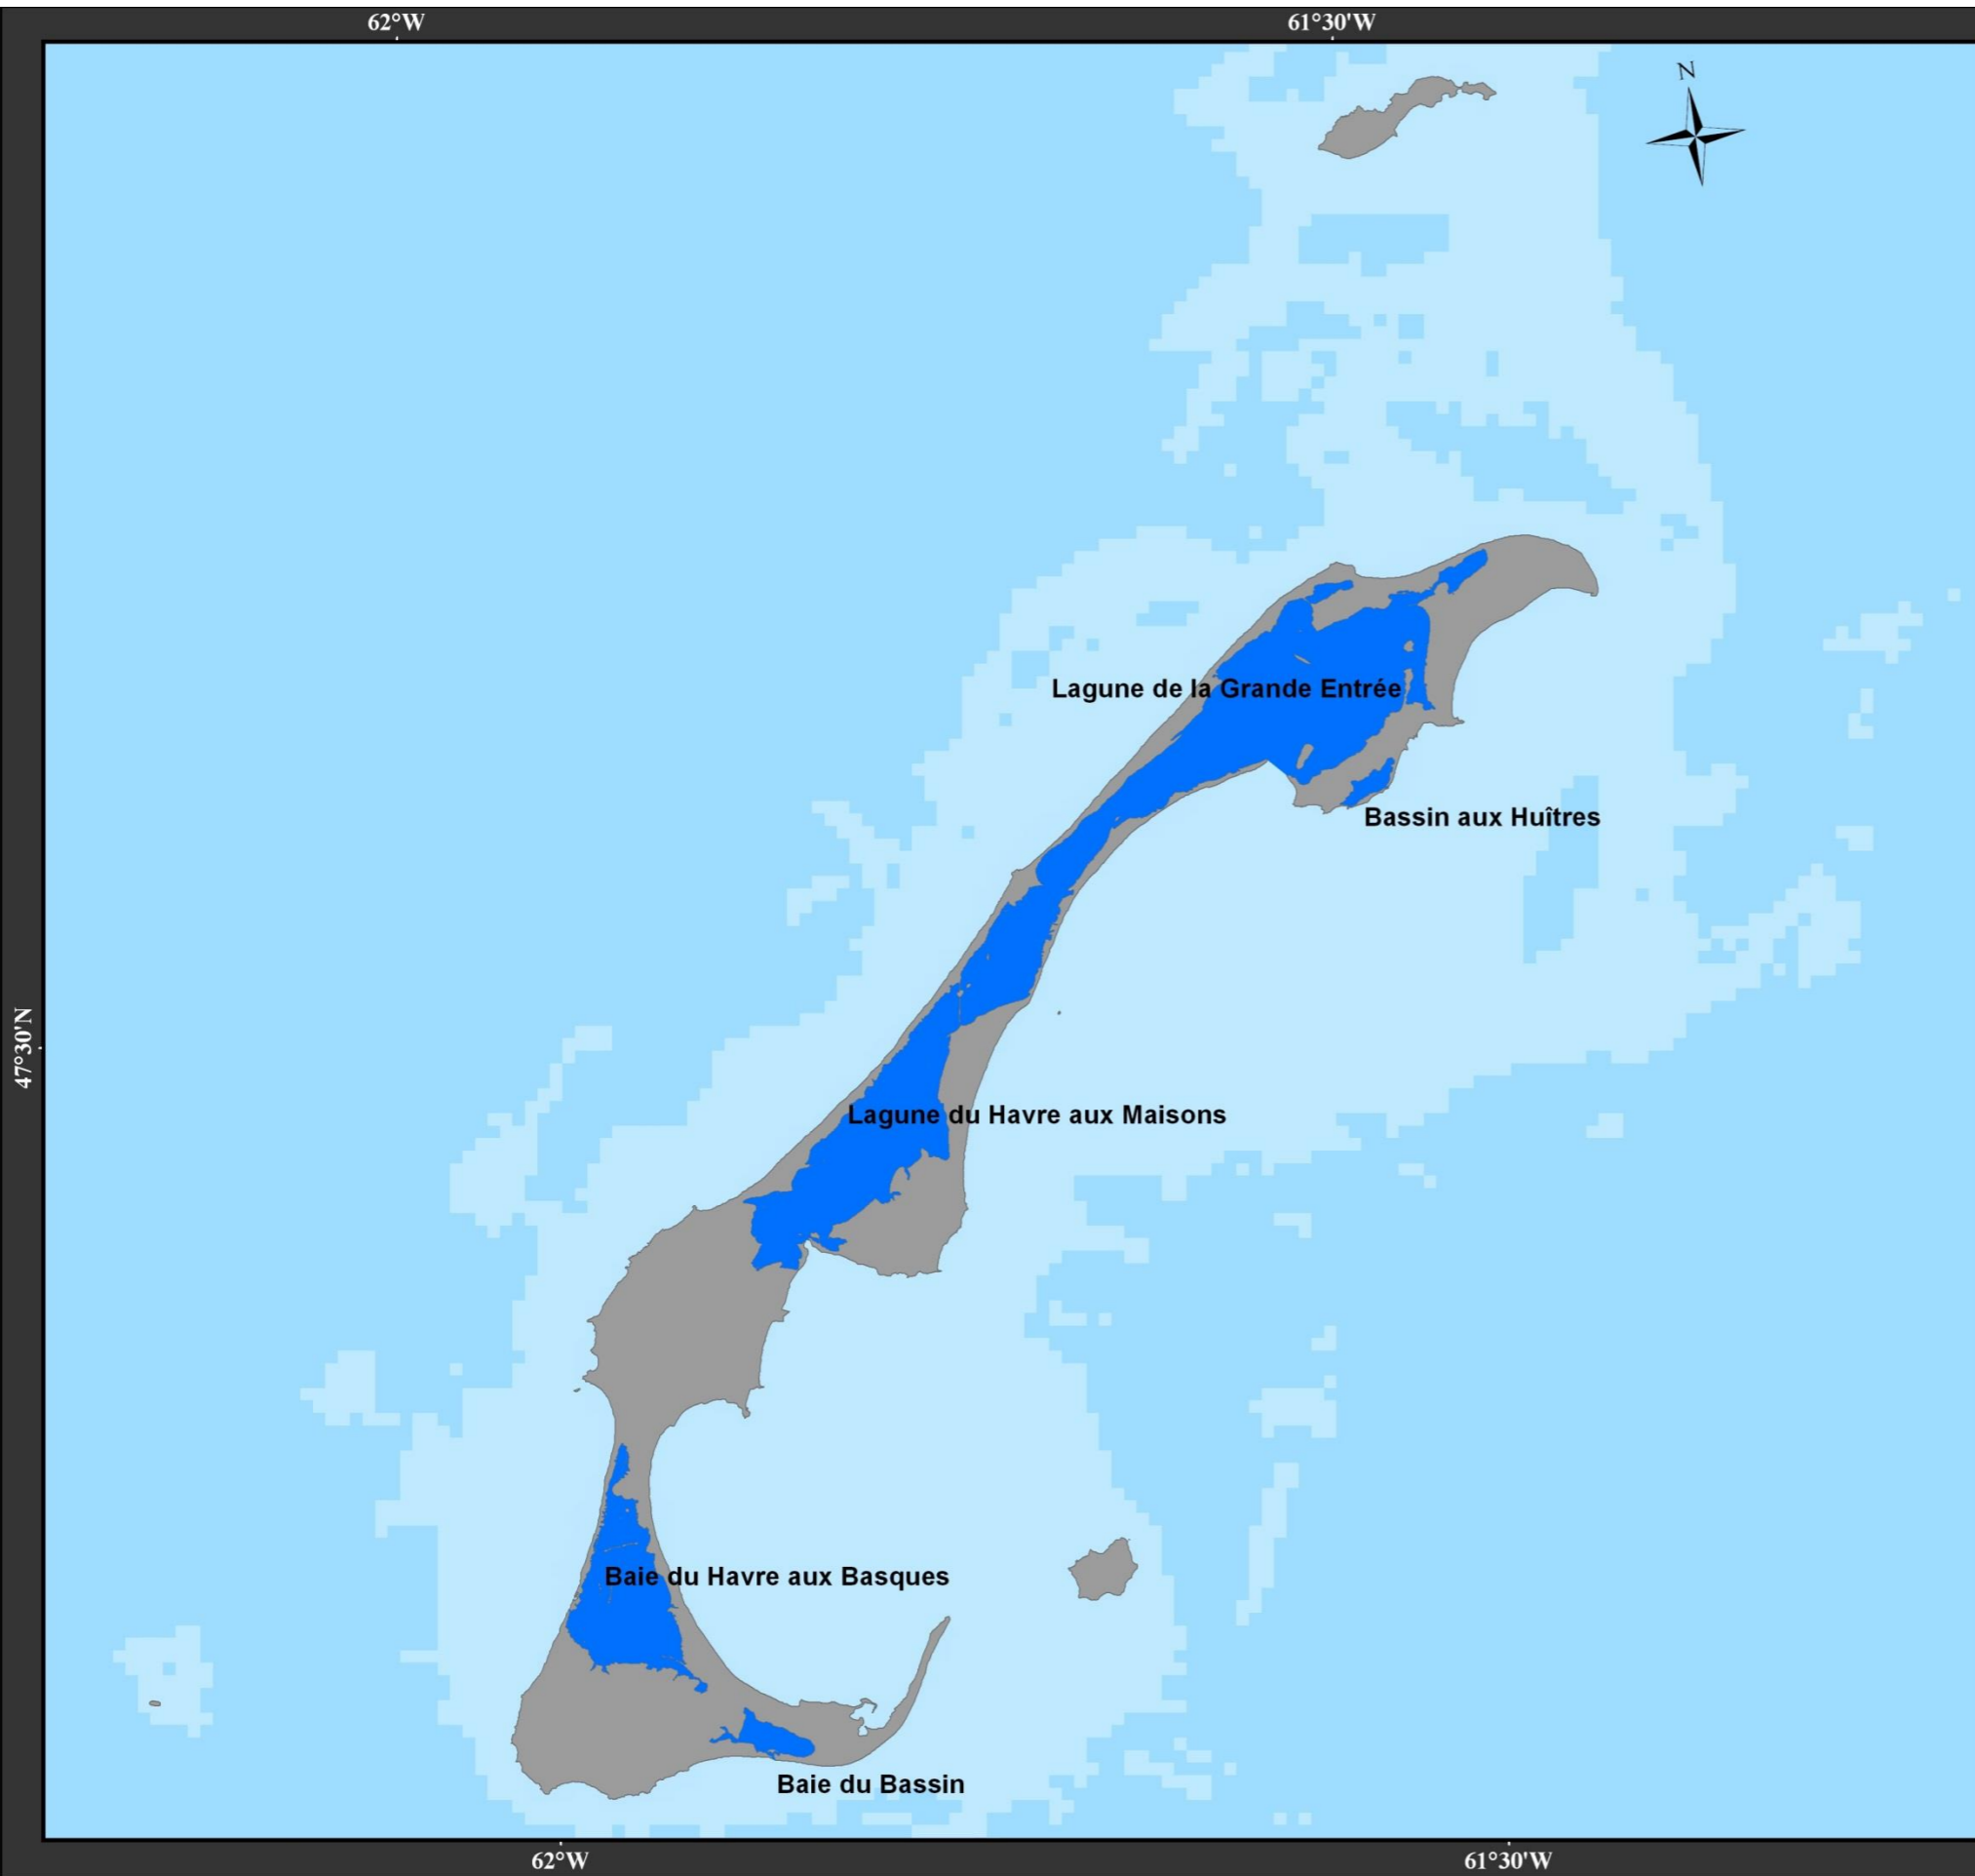 62°W
61°30'W
N
Lagune de la Grande Entrée
Bassin aux Huîtres
47°30'N
Lagune du Havre aux Maisons
Baie du Havre aux Basques
Baie du Bassin
62°W
61°30'W